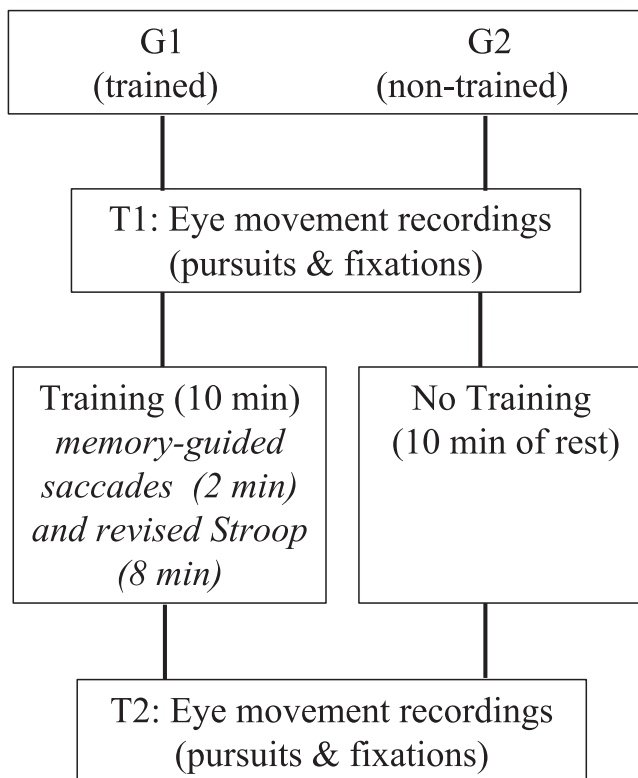 G1
(trained)
G2
(non-trained)
T1: Eye movement recordings
(pursuits & fixations)
Training (10 min)
memory-guided
saccades (2 min)
and revised Stroop
(8 min)
No Training
(10 min of rest)
T2: Eye movement recordings
(pursuits & fixations)